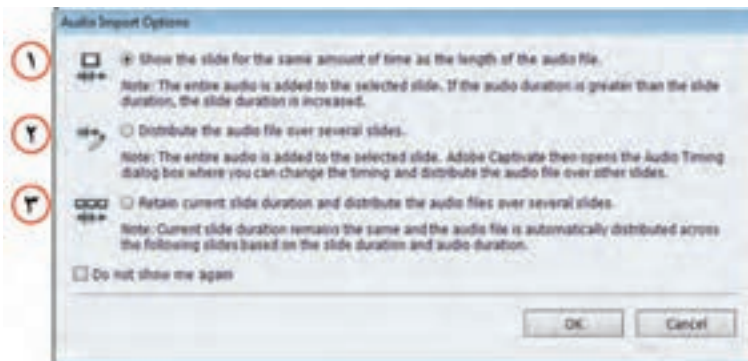 Audio Import Options
۱
Show the slide for the same amount of time as the length of the audio file.
Note: The entire audio is added to the selected slide. If the audio duration is greater than the slide
duration, the slide duration is increased.
۲
Distribute the audio file over several slides.
Note: The entire audio is added to the selected slide. Adobe Captivate then opens the Audio Timing
dialog box where you can change the timing and distribute the audio file over other slides.
۳
Retain current slide duration and distribute the audio files over several slides.
Note: Current slide duration remains the same and the audio file is automatically distributed across
the following slides based on the slide duration and audio duration.
Do not show me again
OK
Cancel